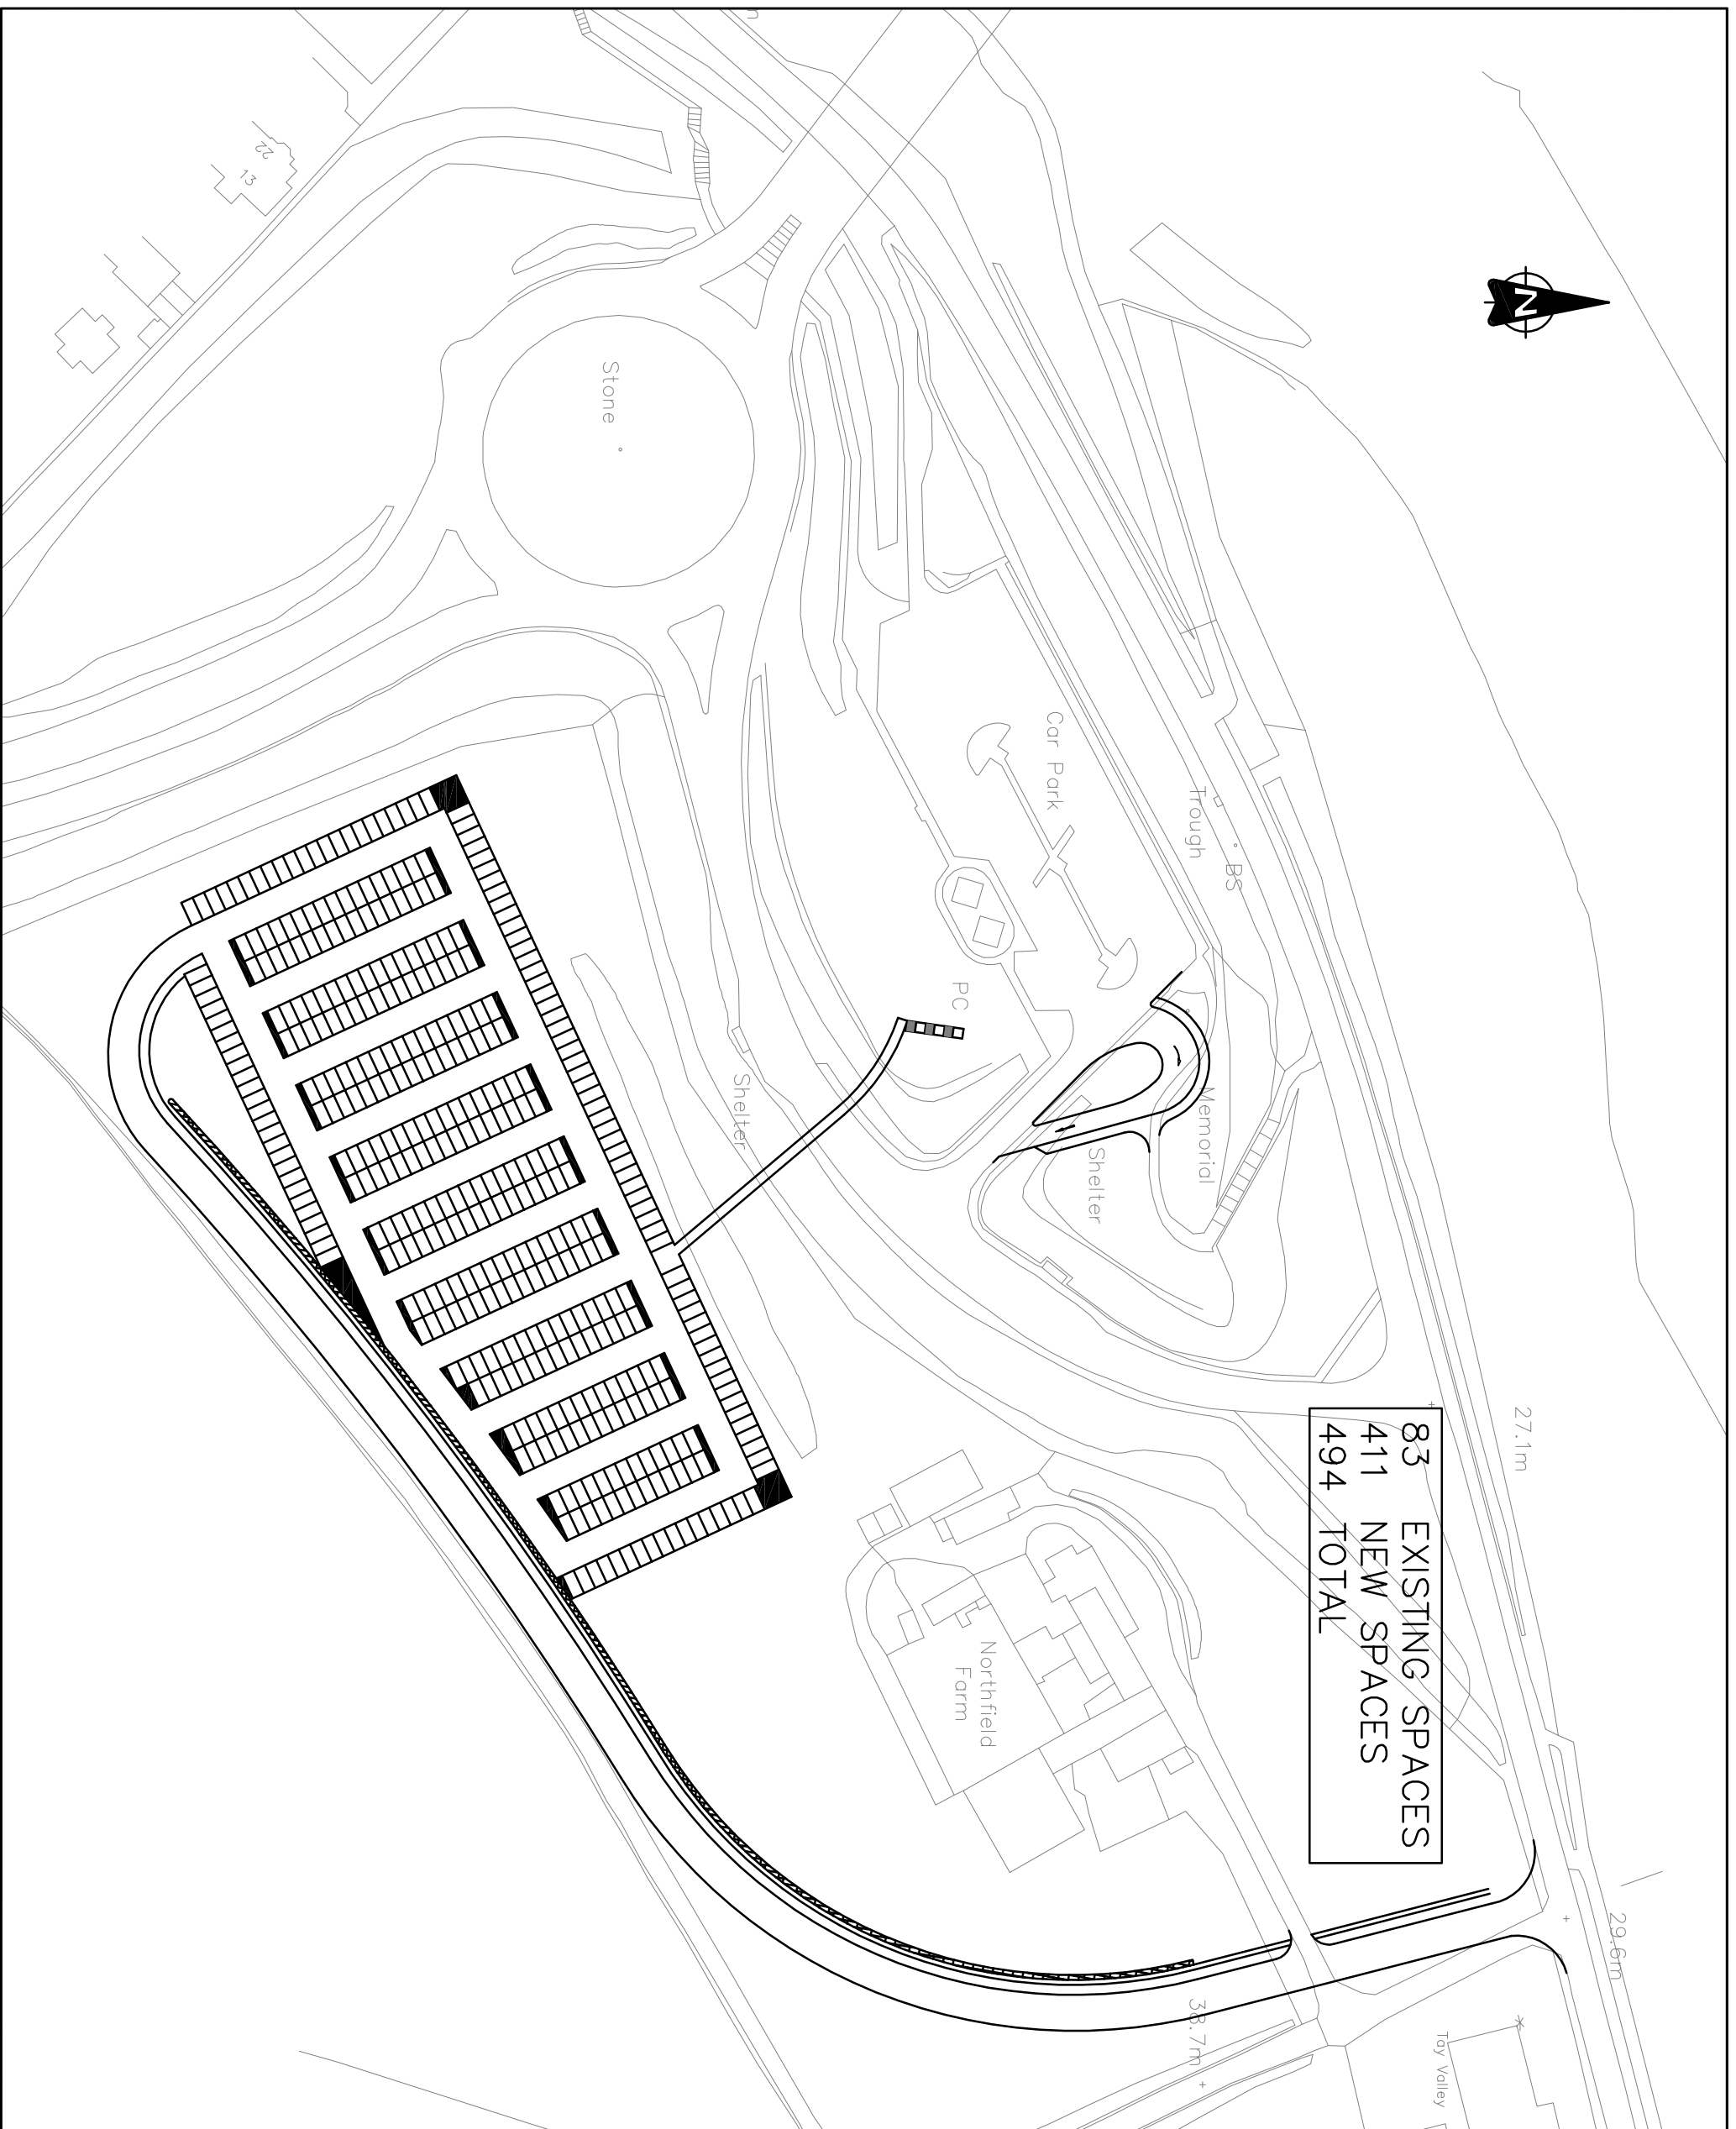 N
22
13
Stone
Car Park
Trough
BS
PC
Shelter
Memorial
Shelter
27.1m
83 EXISTING SPACES
411 NEW SPACES
494 TOTAL
Northfield
Farm
29.6m
38.7m
Tay Valley